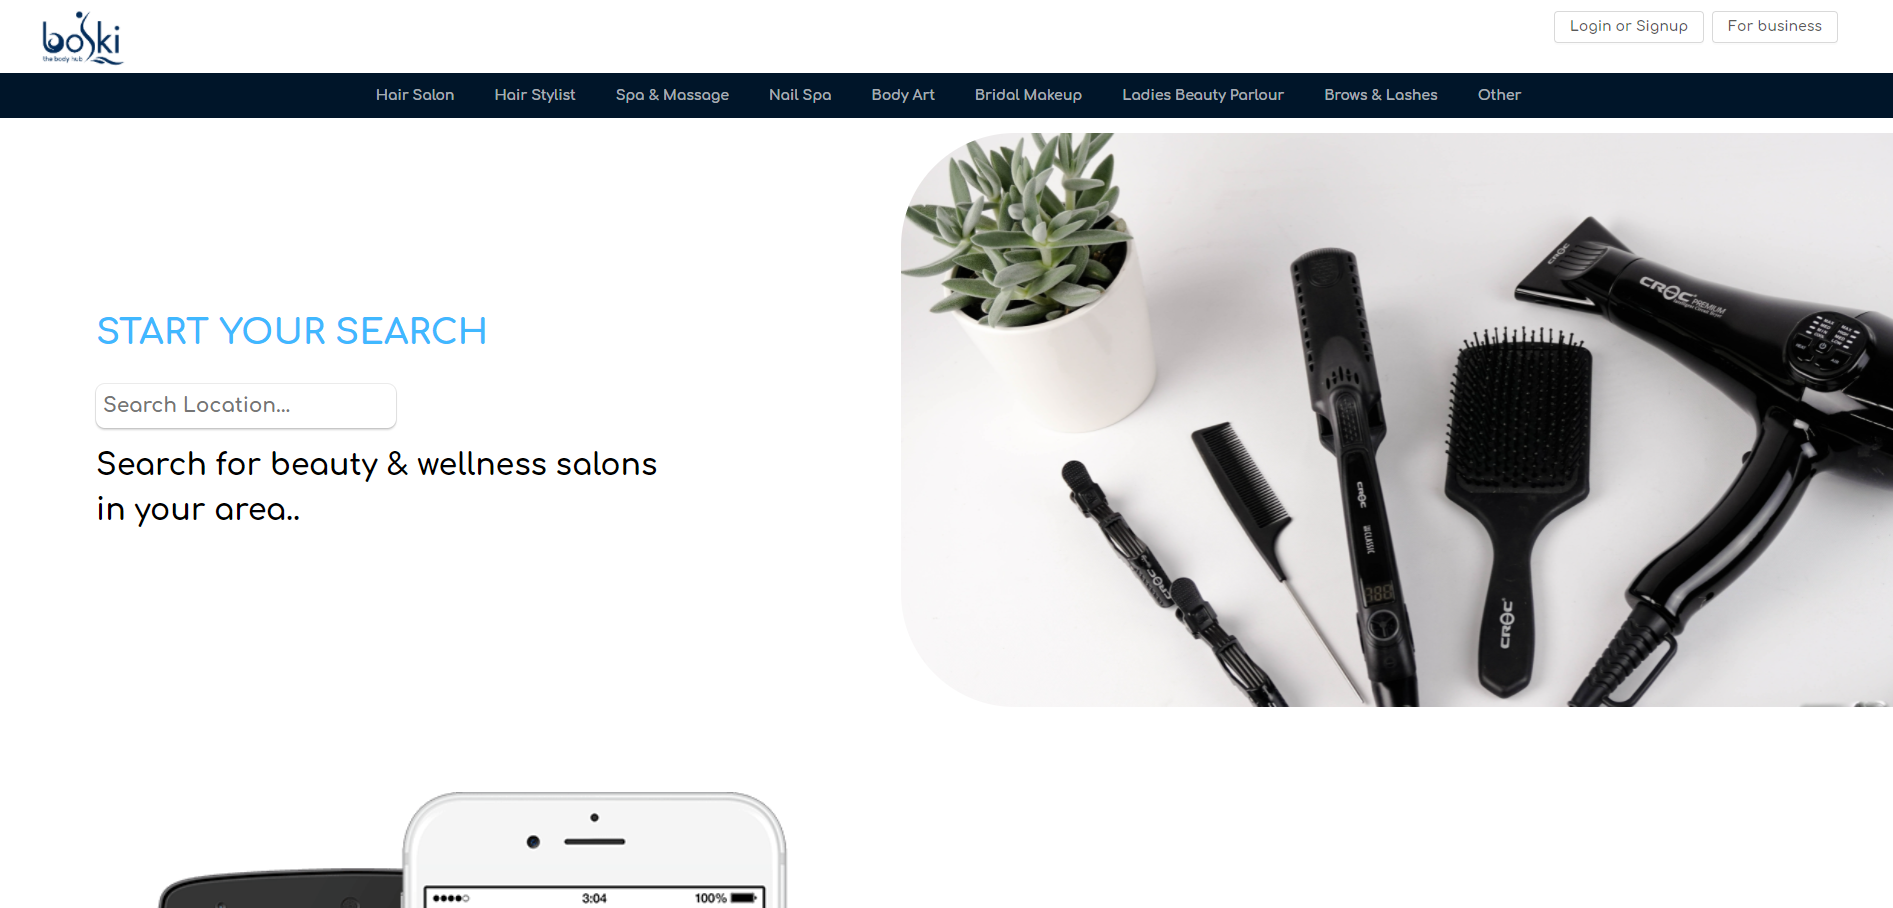 boski
the body hub
Login or Signup
For business
Hair Salon
Hair Stylist
Spa & Massage
Nail Spa
Body Art
Bridal Makeup
Ladies Beauty Parlour
Brows & Lashes
Other
START YOUR SEARCH
Search Location...
Search for beauty & wellness salons
in your area..
CROC
CROC PREMIUM
CROC
CLASSIC
CROC
CROC
3:04
100%